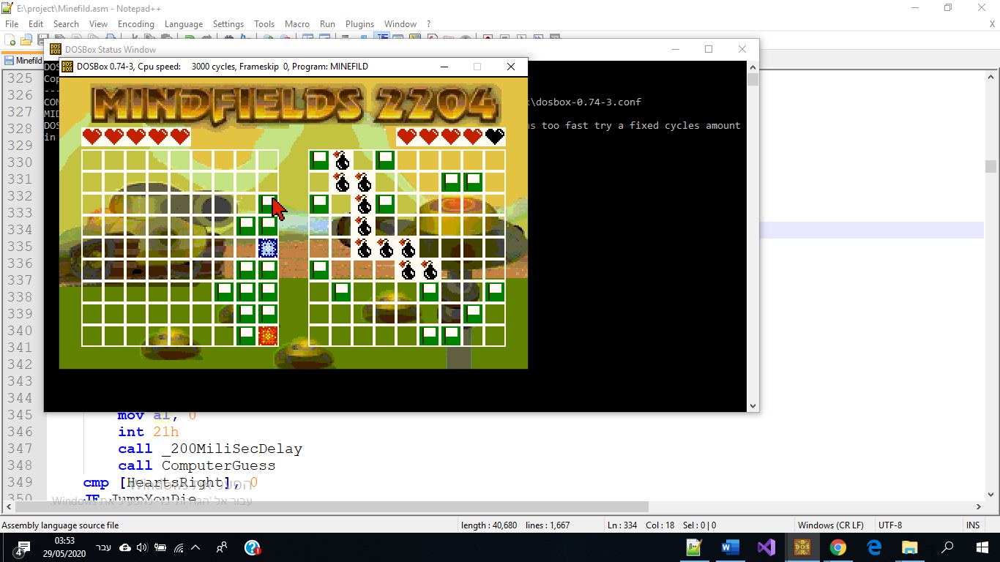 E:\project\Minefild.asm - Notepad++
File Edit Search View Encoding Language Settings Tools Macro Run Plugins Window ? X
Minefild
DOSBox Status Window
DOSBox 0.74-3, Cpu speed: 3000 cycles, Frameskip 0, Program: MINEFILD
MINDFIELDS 2204
DOS
Cop
---
CON
x\dosbox-0.74-3.conf
MID
DOS
ns too fast try a fixed cycles amount
in
325
326
327
328
329
330
331
332
333
334
335
336
337
338
339
340
341
342
343
344
345 mov al, 0
346 int 21h
347 call _200MiliSecDelay
348 call ComputerGuess
349 cmp [HeartsRight], 0
350 JE JumpYouDie
הפעל את Windows
עבור אל 'הגדרות' כדי להפעיל את Windows.
Assembly language source file length : 40,680 lines : 1,667 Ln : 334 Col : 18 Sel : 0 | 0 Windows (CR LF) UTF-8 INS
4
03:53
29/05/2020
עבר